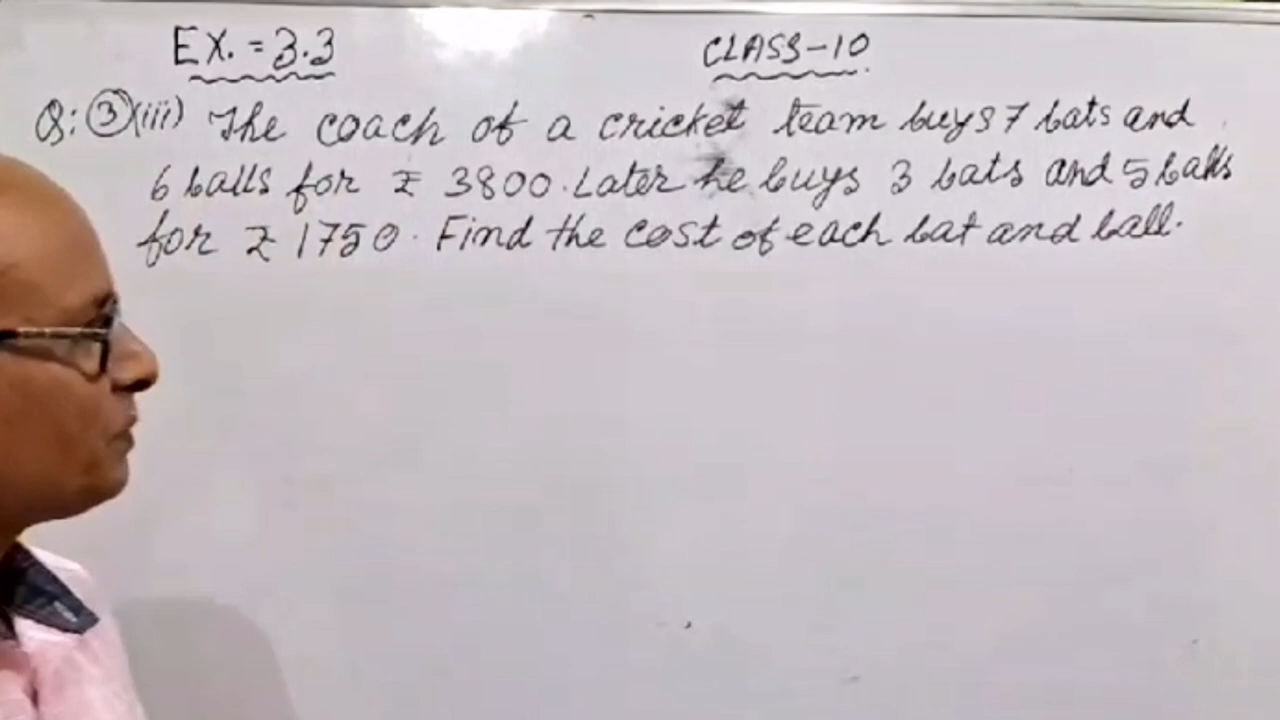 EX. = 3.3
CLASS-10
Q: ③(iii) The coach of a cricket team buys 7 bats and
6 balls for ₹ 3800. Later he buys 3 bats and 5 balls
for ₹ 1750. Find the cost of each bat and ball.